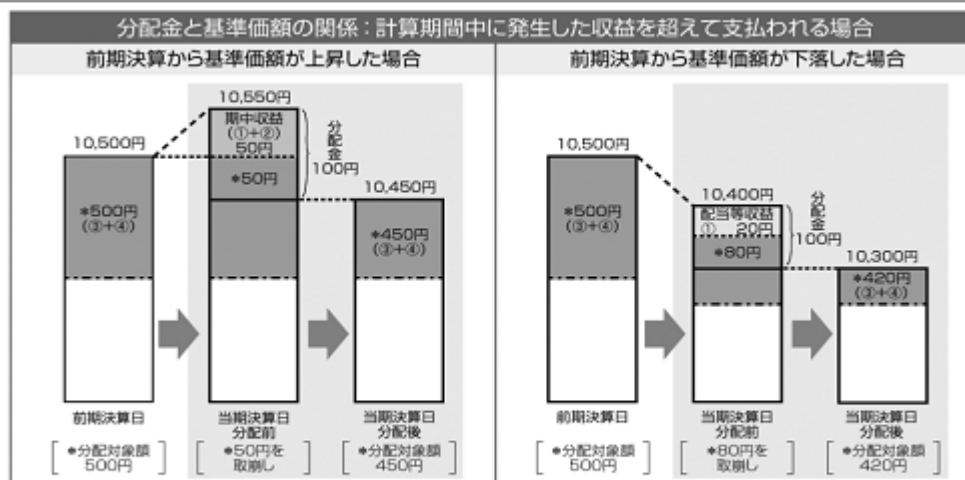 分配金と基準価額の関係：計算期間中に発生した収益を超えて支払われる場合
前期決算から基準価額が上昇した場合
10,550円
期中収益
(①+②)
50円
*50円
分配金
100円
10,500円
*500円
(③+④)
10,450円
*450円
(③+④)
前期決算日
当期決算日
分配前
当期決算日
分配後
*分配対象額
500円
*50円を
取崩し
*分配対象額
450円
前期決算から基準価額が下落した場合
10,500円
*500円
(③+④)
10,400円
配当等収益
① 20円
*80円
分配金
100円
10,300円
*420円
(③+④)
前期決算日
当期決算日
分配前
当期決算日
分配後
*分配対象額
500円
*80円を
取崩し
*分配対象額
420円